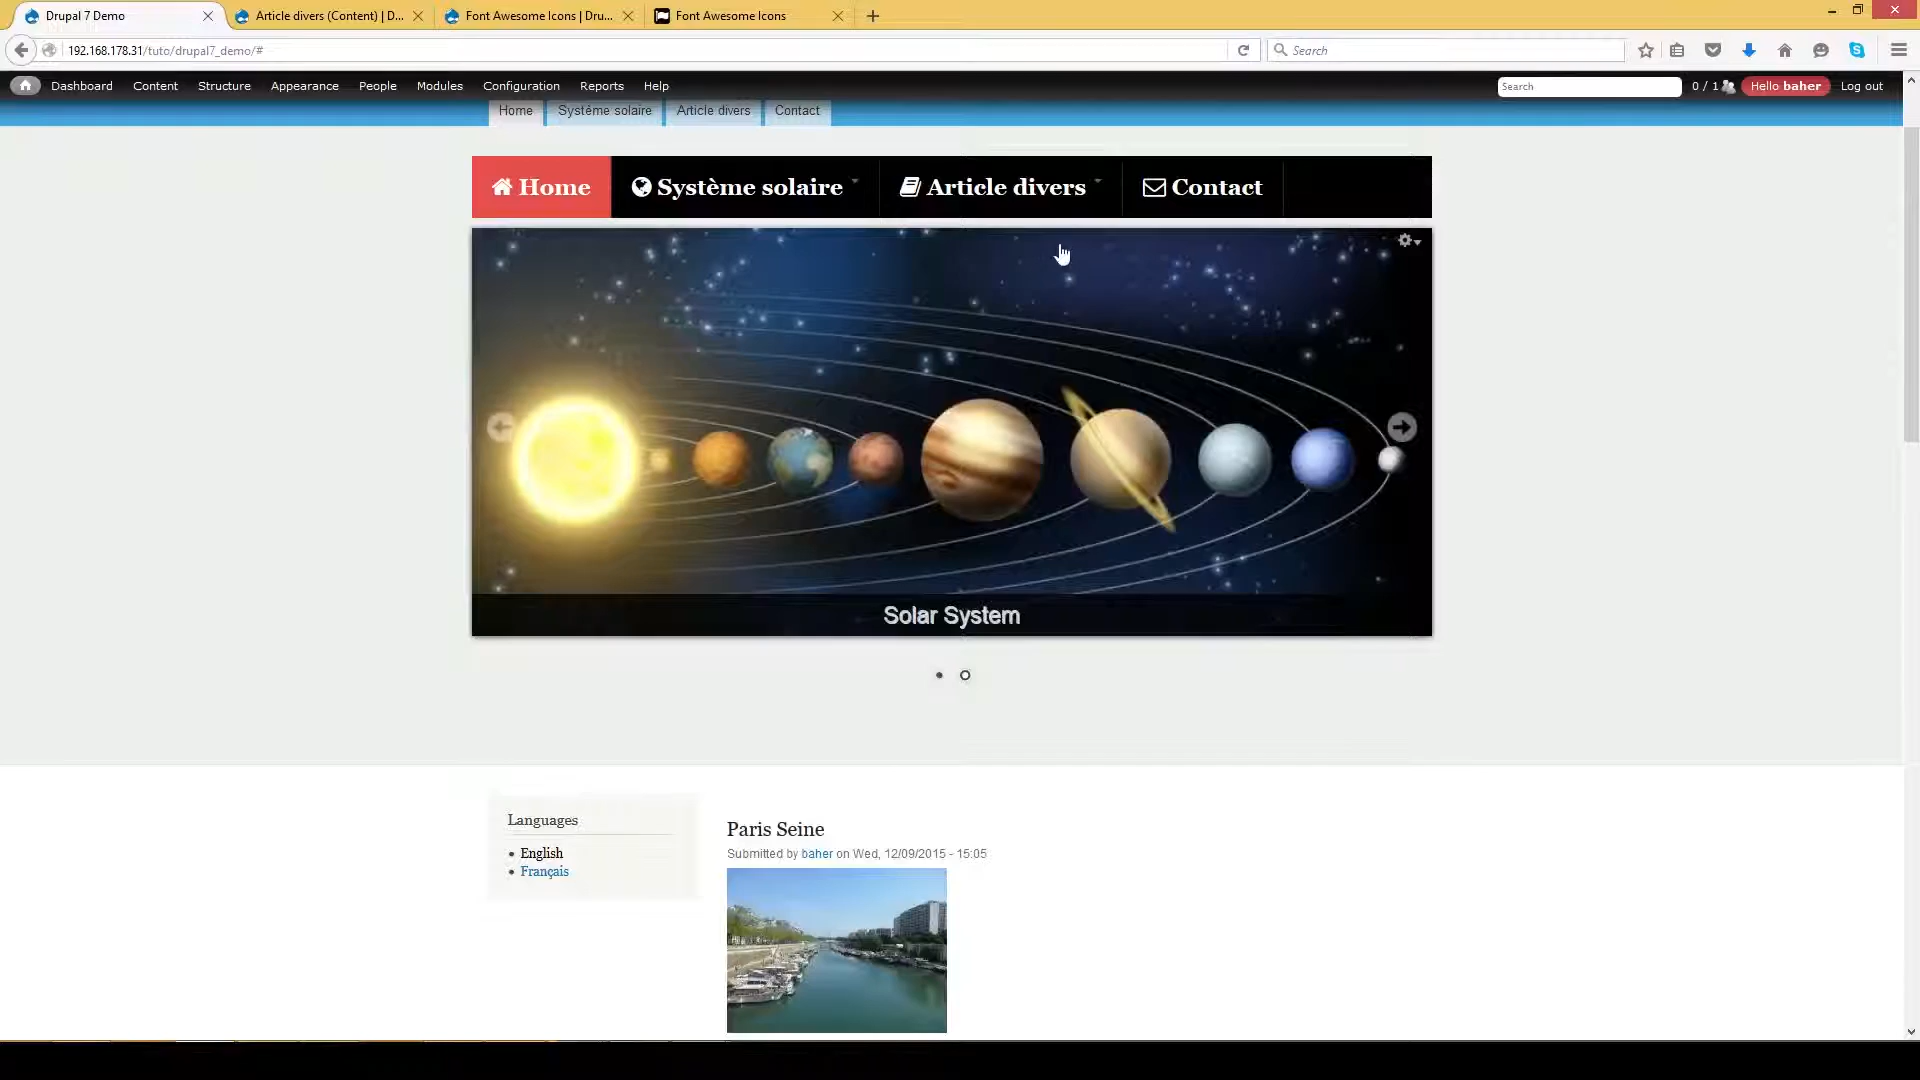 Drupal 7 Demo
Article divers (Content) | D...
Font Awesome Icons | Dru...
Font Awesome Icons
192.168.178.31/tuto/drupal7_demo/#
Search
Dashboard Content Structure Appearance People Modules Configuration Reports Help
Search
0 / 1
Hello baher
Log out
Home Systéme solaire Article divers Contact
Home Système solaire Article divers Contact
Solar System
Languages
English
Français
Paris Seine
Submitted by baher on Wed, 12/09/2015 - 15:05